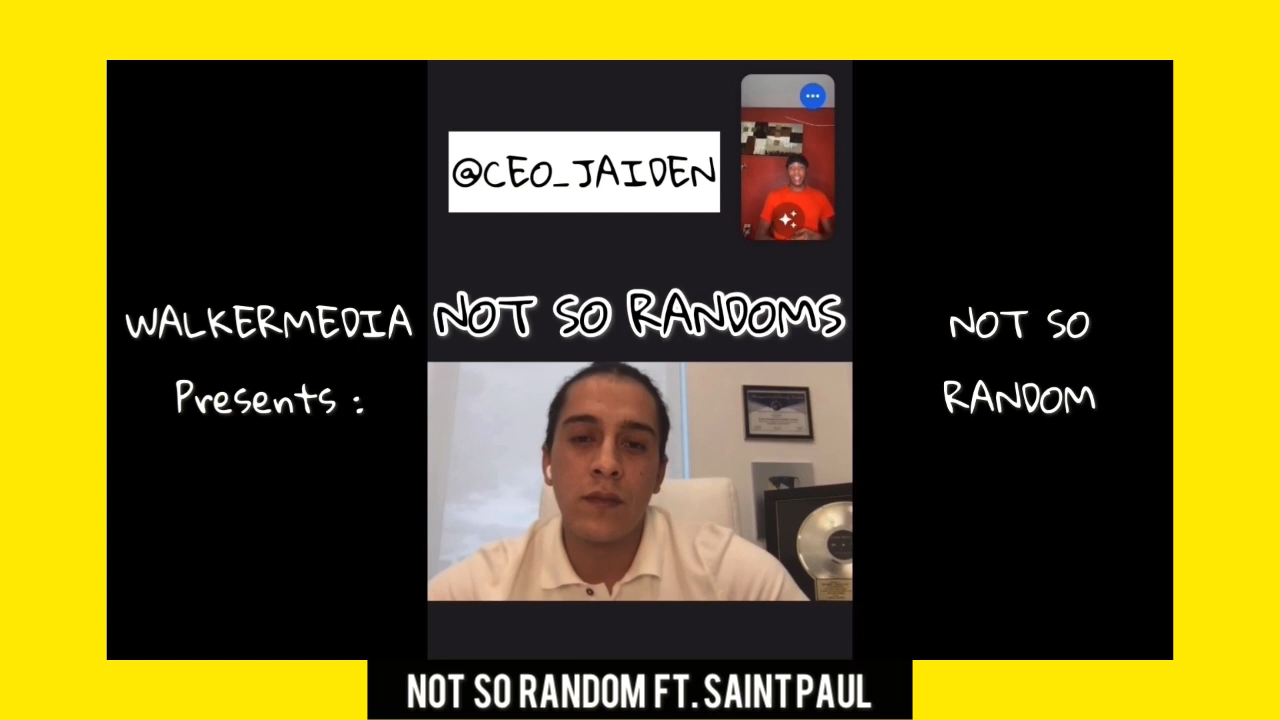 @CEO_JAIDEN
NOT SO RANDOMS
WALKERMEDIA
Presents :
NOT SO
RANDOM
NOT SO RANDOM FT. SAINT PAUL